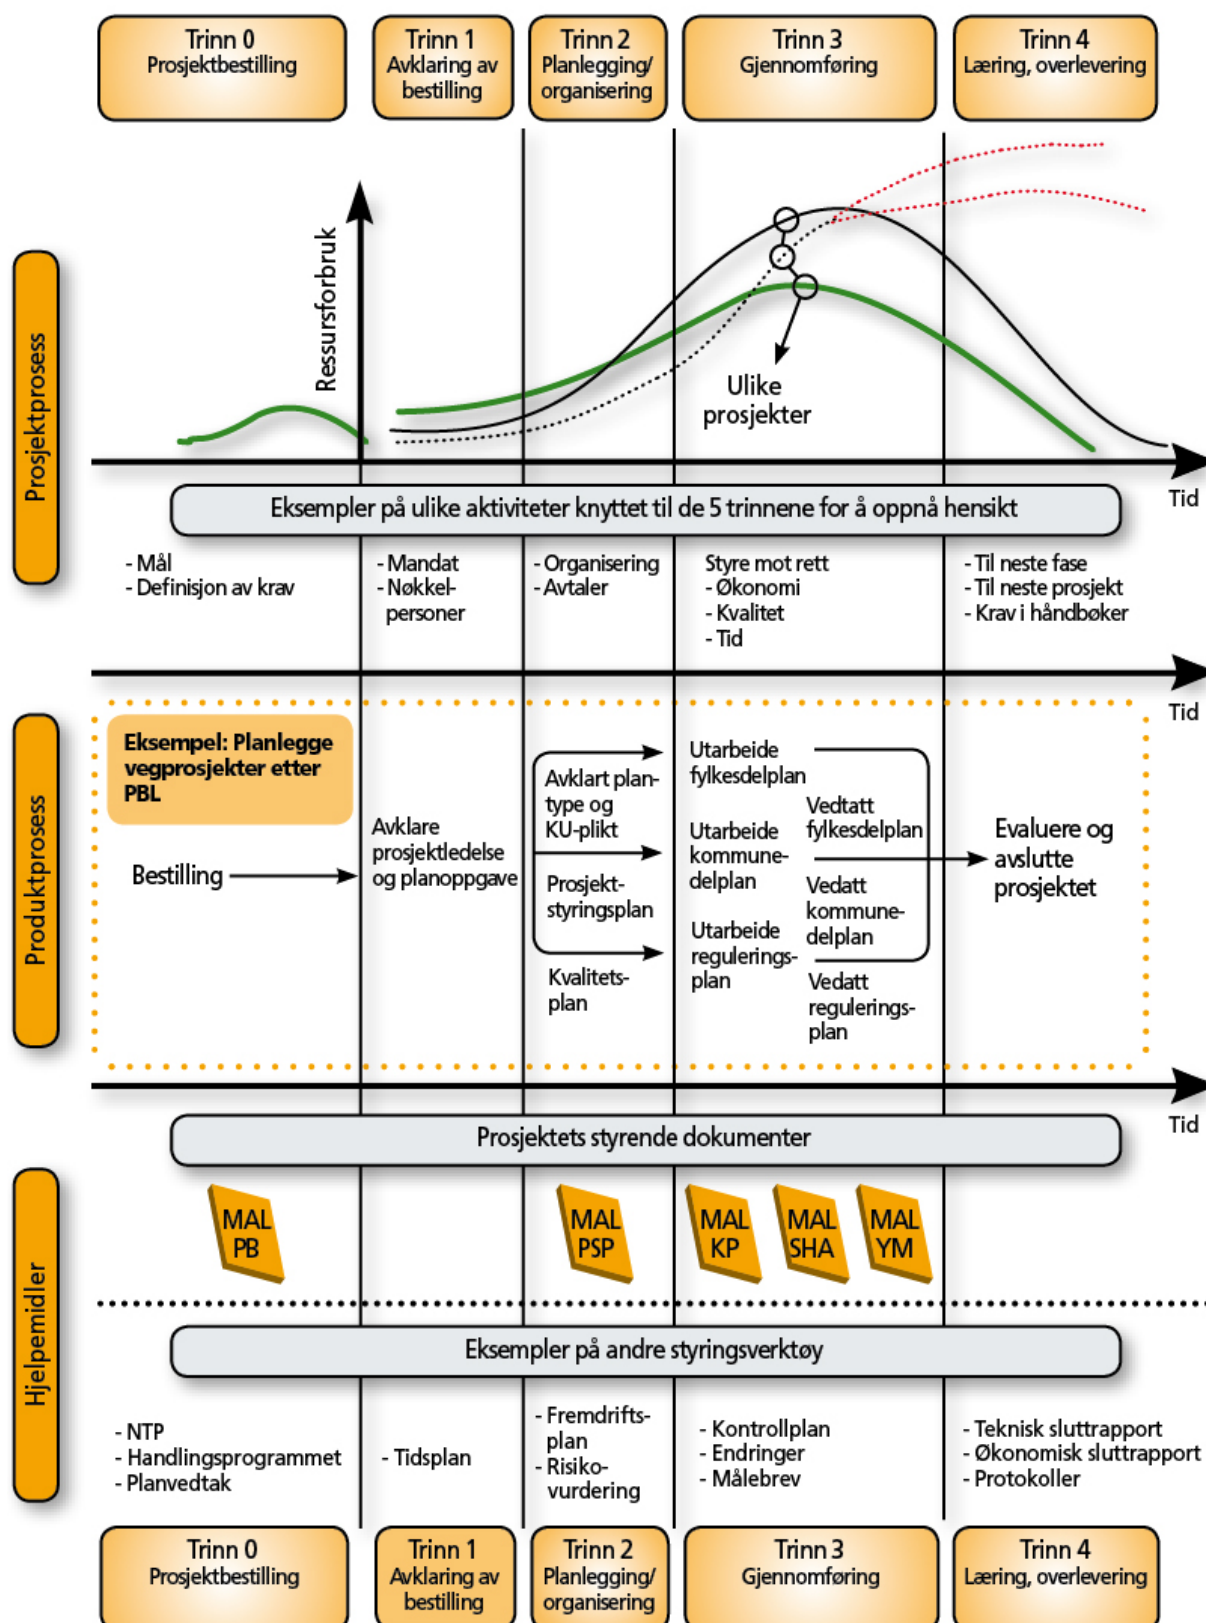 Trinn 0
Prosjektbestilling
Trinn 1
Avklaring av
bestilling
Trinn 2
Planlegging/
organisering
Trinn 3
Gjennomføring
Trinn 4
Læring, overlevering
Prosjektprosess
Ressursforbruk
Ulike
prosjekter
Tid
Eksempler på ulike aktiviteter knyttet til de 5 trinnene for å oppnå hensikt
- Mål
- Definisjon av krav
- Mandat
- Nøkkel-
personer
- Organisering
- Avtaler
Styre mot rett
- Økonomi
- Kvalitet
- Tid
- Til neste fase
- Til neste prosjekt
- Krav i håndbøker
Tid
Produktprosess
Eksempel: Planlegge
vegprosjekter etter
PBL
Bestilling
Avklare
prosjektledelse
og planoppgave
Avklart plan-
type og
KU-plikt
Prosjekt-
styringsplan
Kvalitets-
plan
Utarbeide
fylkesdelplan
Utarbeide
kommune-
delplan
Utarbeide
regulerings-
plan
Vedtatt
fylkesdelplan
Vedatt
kommune-
delplan
Vedatt
regulerings-
plan
Evaluere og
avslutte
prosjektet
Tid
Hjelpemidler
Prosjektets styrende dokumenter
MAL
PB
MAL
PSP
MAL
KP
MAL
SHA
MAL
YM
Eksempler på andre styringsverktøy
- NTP
- Handlingsprogrammet
- Planvedtak
- Tidsplan
- Fremdrifts-
plan
- Risiko-
vurdering
- Kontrollplan
- Endringer
- Målebrev
- Teknisk sluttrapport
- Økonomisk sluttrapport
- Protokoller
Trinn 0
Prosjektbestilling
Trinn 1
Avklaring av
bestilling
Trinn 2
Planlegging/
organisering
Trinn 3
Gjennomføring
Trinn 4
Læring, overlevering